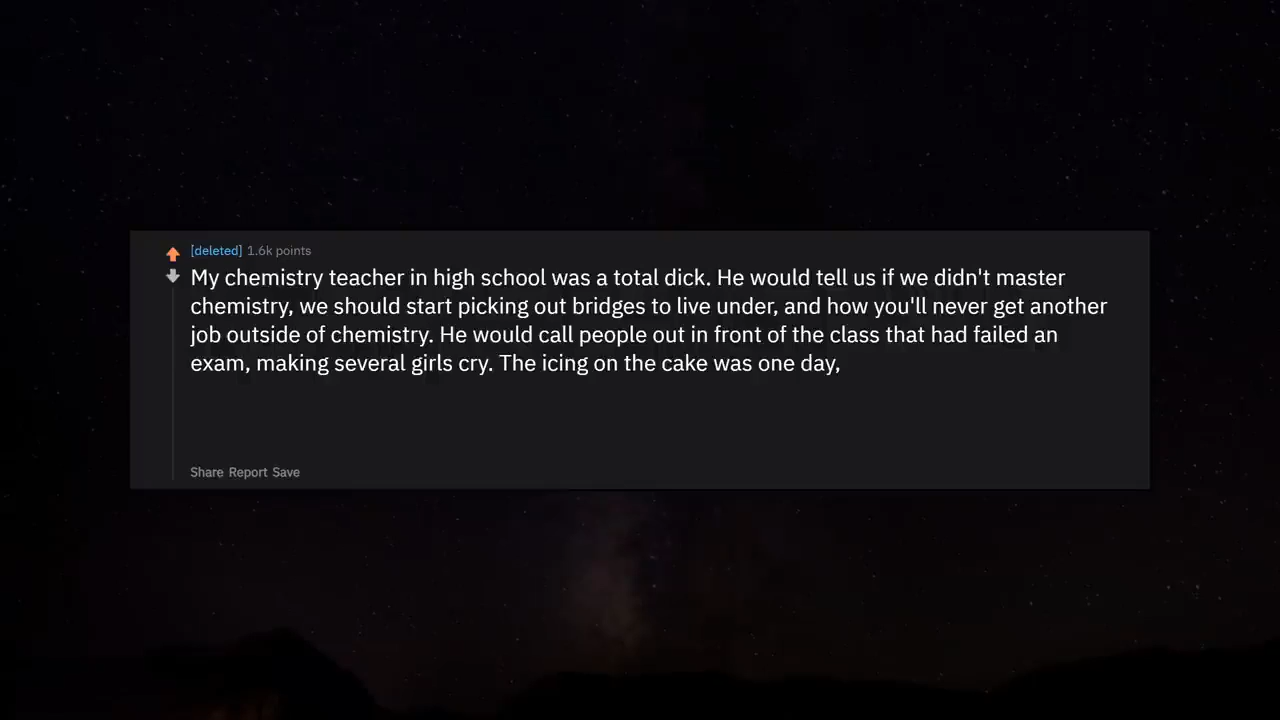 [deleted] 1.6k points
My chemistry teacher in high school was a total dick. He would tell us if we didn't master
chemistry, we should start picking out bridges to live under, and how you'll never get another
job outside of chemistry. He would call people out in front of the class that had failed an
exam, making several girls cry. The icing on the cake was one day,
Share Report Save